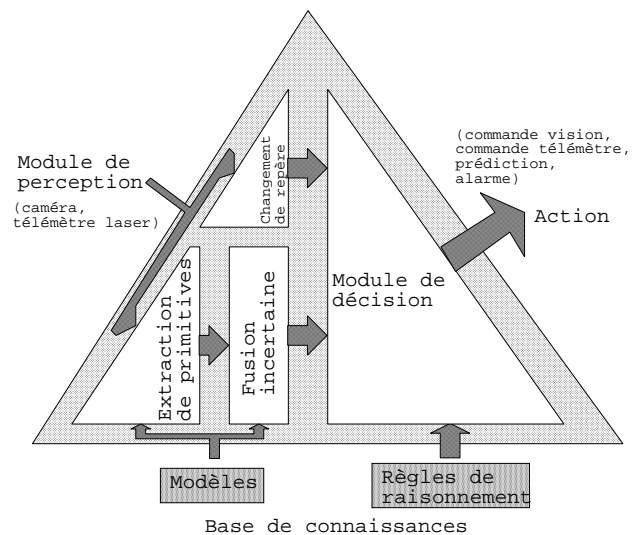 Module de
perception
(caméra,
télémètre laser)
Changement
de repère
(commande vision,
commande télémètre,
prédiction,
alarme)
Action
Extraction
de primitives
Fusion
incertaine
Module de
décision
Modèles
Règles de
raisonnement
Base de connaissances